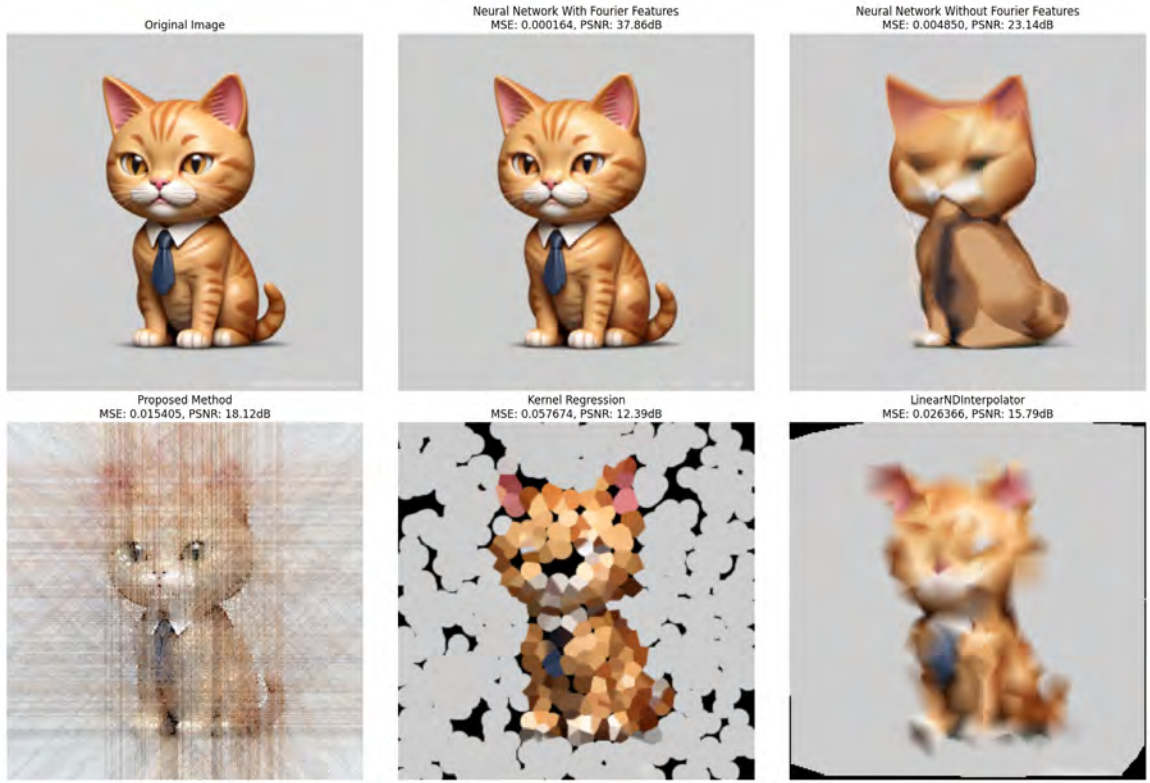 Original Image
Neural Network With Fourier Features
MSE: 0.000164, PSNR: 37.86dB
Neural Network Without Fourier Features
MSE: 0.004850, PSNR: 23.14dB
Proposed Method
MSE: 0.015405, PSNR: 18.12dB
Kernel Regression
MSE: 0.057674, PSNR: 12.39dB
LinearNDInterpolator
MSE: 0.026366, PSNR: 15.79dB